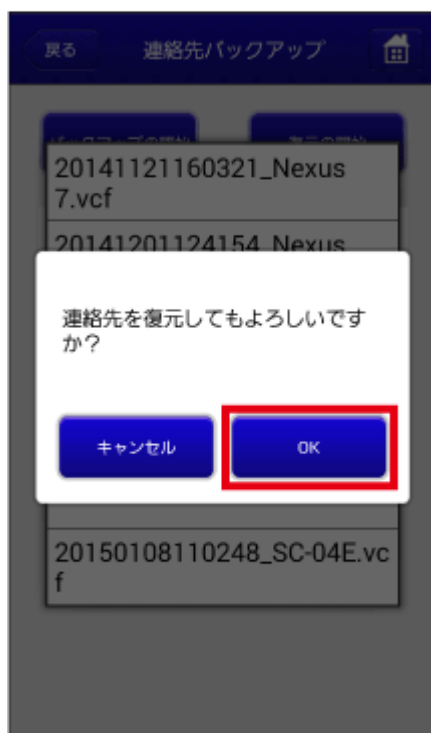 戻る
連絡先バックアップ
20141121160321_Nexus
7.vcf
20141201124154_Nexus
連絡先を復元してもよろしいです
か？
キャンセル
OK
20150108110248_SC-04E.vc
f